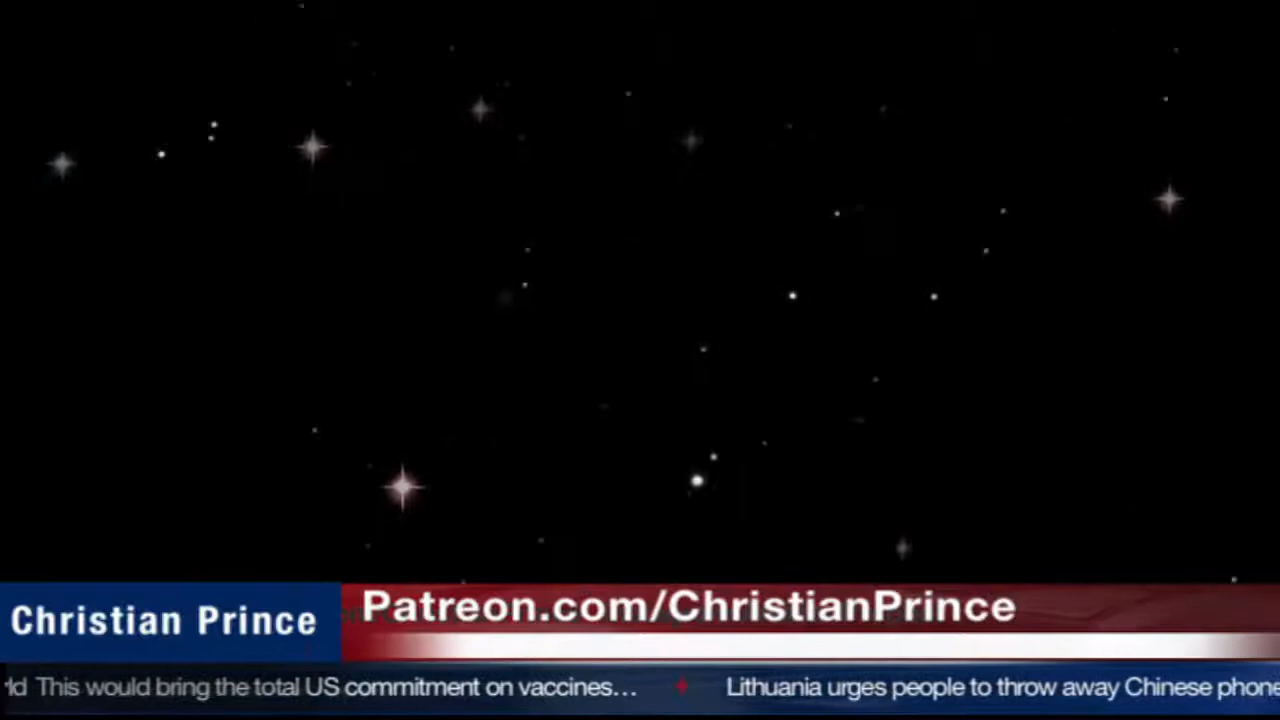 Patreon.com/ChristianPrince
Christian Prince
This would bring the total US commitment on vaccines... Lithuania urges people to throw away Chinese phone